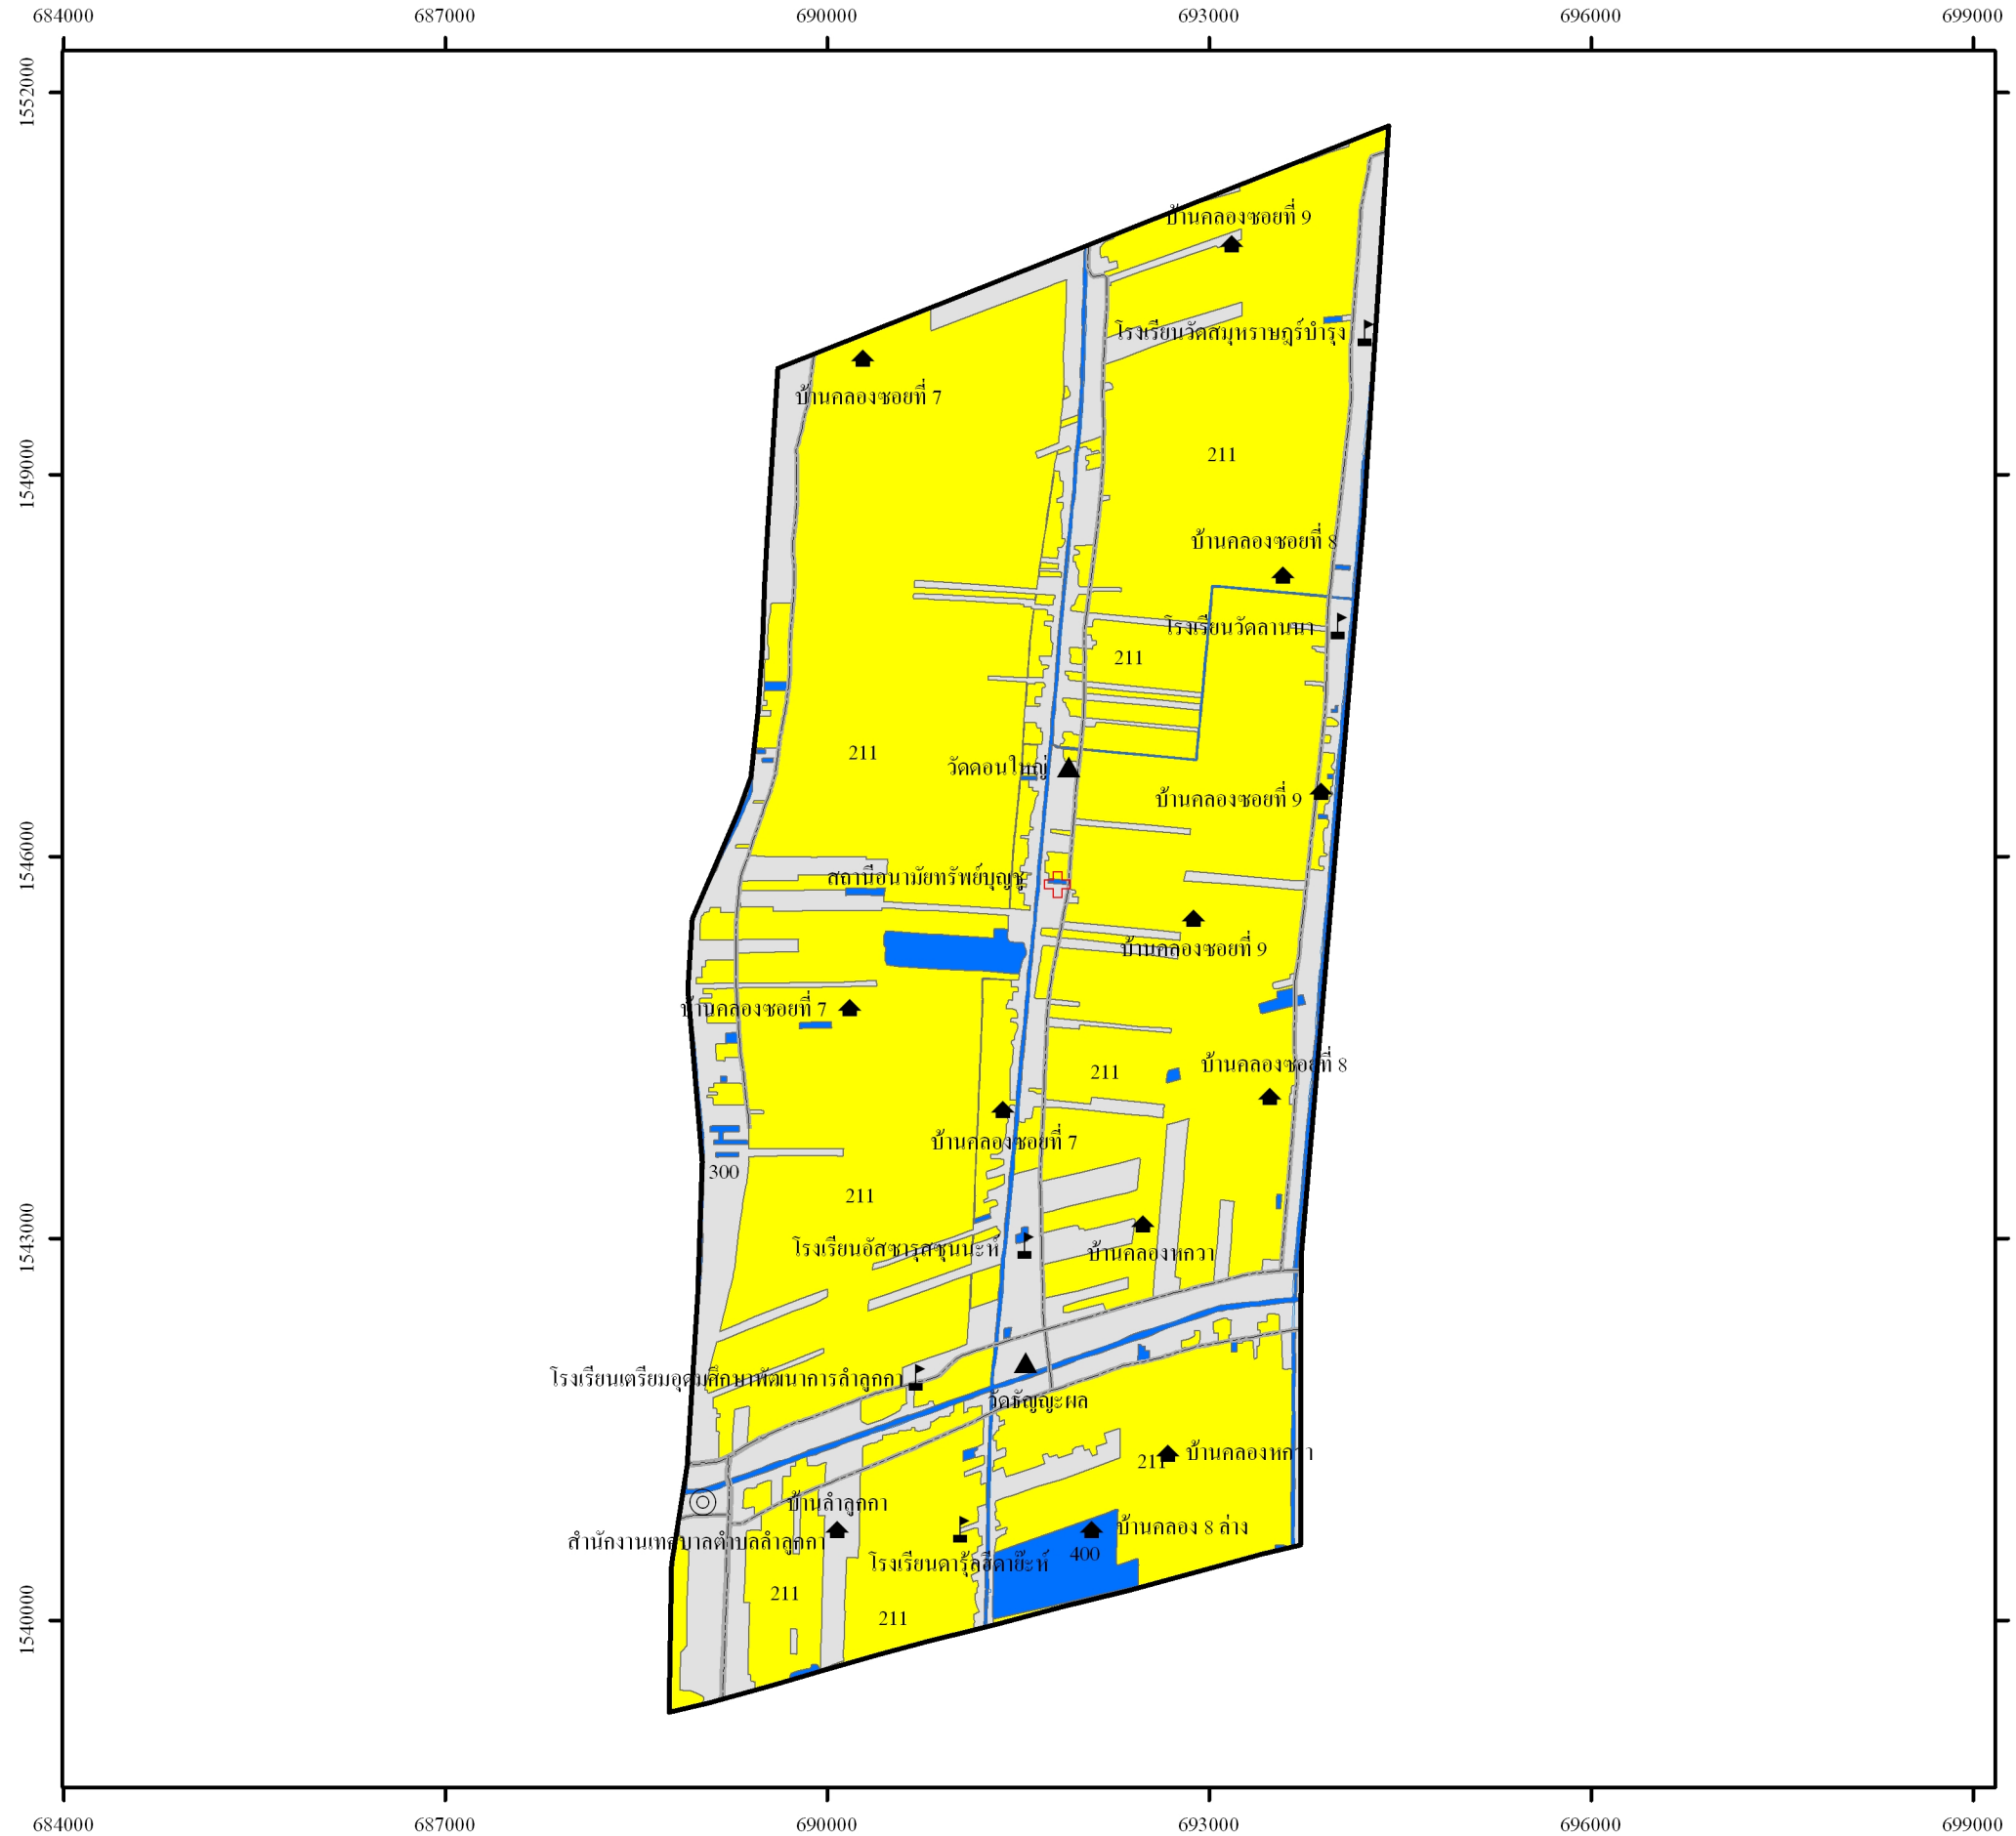 684000 687000 690000 693000 696000 699000
1552000
บ้านคลองซอยที่ 9
โรงเรียนวัดสมุหราษฎร์บำรุง
บ้านคลองซอยที่ 7
1549000
211
บ้านคลองซอยที่ 8
โรงเรียนวัดลานนา
211
211
วัดดอนใหญ่
บ้านคลองซอยที่ 9
1546000
สถานีอนามัยทรัพย์บุญชู
บ้านคลองซอยที่ 9
บ้านคลองซอยที่ 7
บ้านคลองซอยที่ 8
211
บ้านคลองซอยที่ 7
300
211
1543000
โรงเรียนอัสซารุสซุนนะห์
บ้านคลองหกวา
โรงเรียนเตรียมอุดมศึกษาพัฒนาการลำลูกกา
วัดธัญญะผล
211
บ้านคลองหกวา
บ้านลำลูกกา
บ้านคลอง 8 ล่าง
สำนักงานเทศบาลตำบลลำลูกกา
400
โรงเรียนดารุ้ลฮีดาย๊ะห์
211
211
1540000
684000 687000 690000 693000 696000 699000